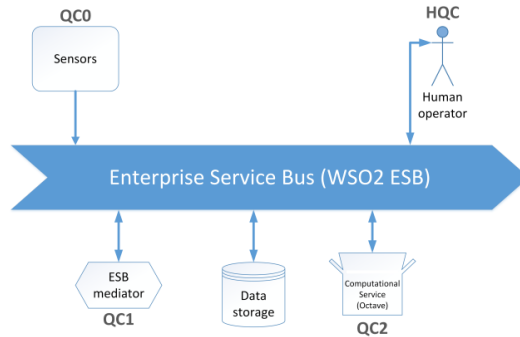 QC0
Sensors
HQC
Human
operator
Enterprise Service Bus (WSO2 ESB)
ESB
mediator
QC1
Data
storage
Computational
Service
(Octave)
QC2